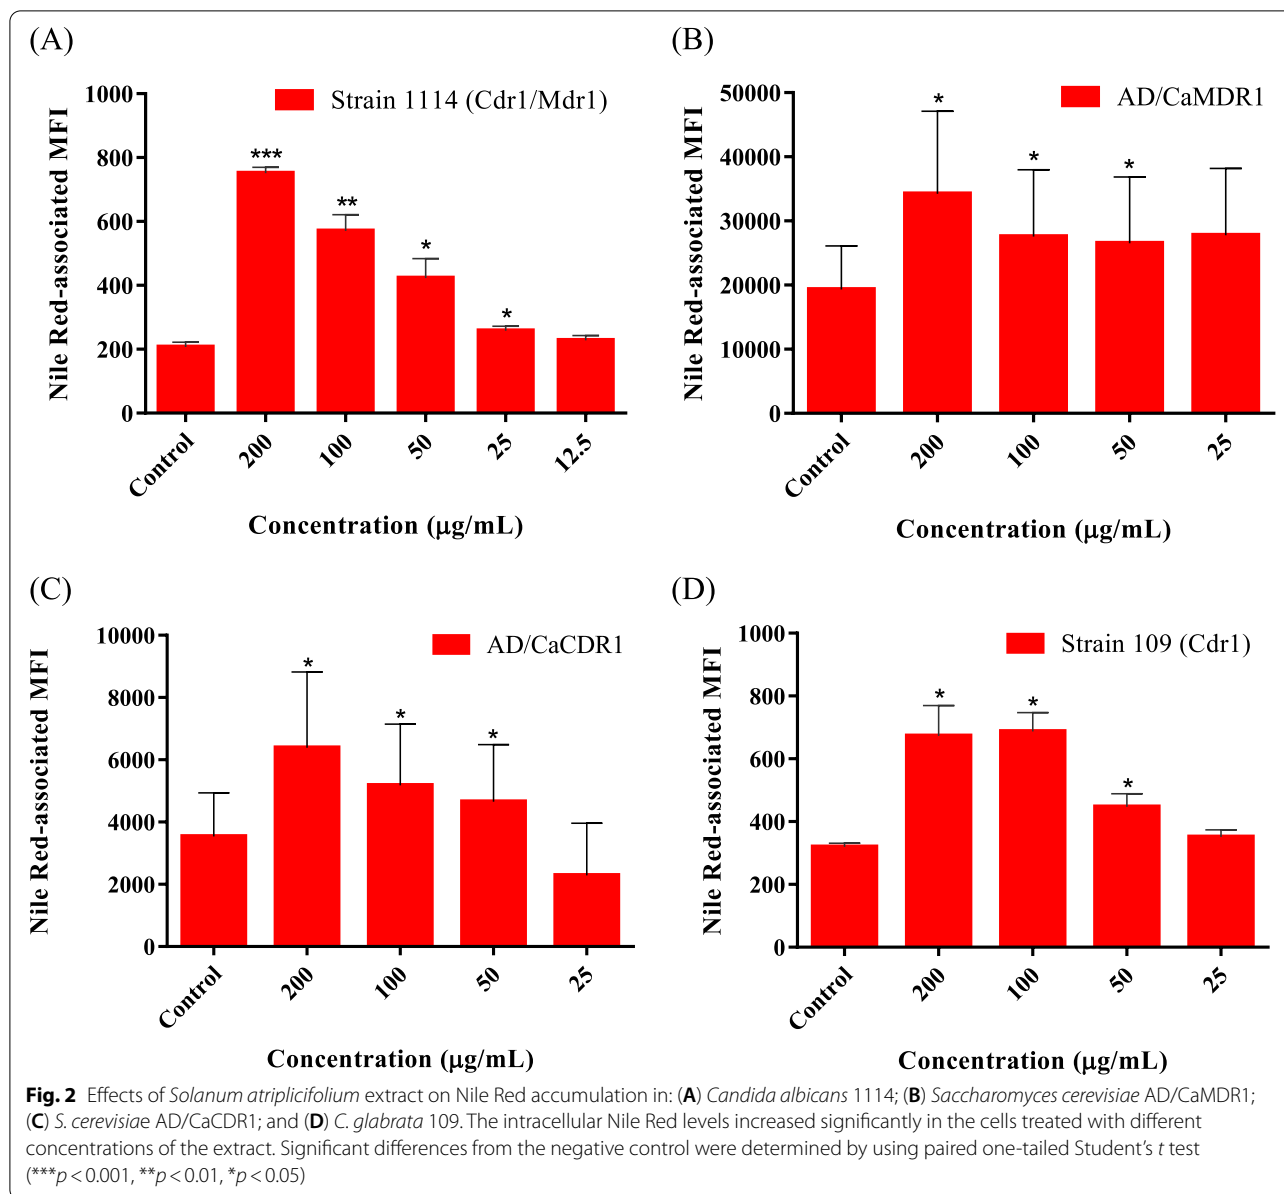 (A)
Strain 1114 (Cdr1/Mdr1)
Nile Red-associated MFI
1000
800
600
400
200
0
***
**
*
*
Control
200
100
50
25
12.5
Concentration (μg/mL)
(B)
AD/CaMDR1
Nile Red-associated MFI
50000
40000
30000
20000
10000
0
*
*
*
Control
200
100
50
25
Concentration (μg/mL)
(C)
AD/CaCDR1
Nile Red-associated MFI
10000
8000
6000
4000
2000
0
*
*
*
Control
200
100
50
25
Concentration (μg/mL)
(D)
Strain 109 (Cdr1)
Nile Red-associated MFI
1000
800
600
400
200
0
*
*
*
Control
200
100
50
25
Concentration (μg/mL)
Fig. 2 Effects of Solanum atriplicifolium extract on Nile Red accumulation in: (A) Candida albicans 1114; (B) Saccharomyces cerevisiae AD/CaMDR1;
(C) S. cerevisiae AD/CaCDR1; and (D) C. glabrata 109. The intracellular Nile Red levels increased significantly in the cells treated with different
concentrations of the extract. Significant differences from the negative control were determined by using paired one-tailed Student's t test
(***p < 0.001, **p < 0.01, *p < 0.05)